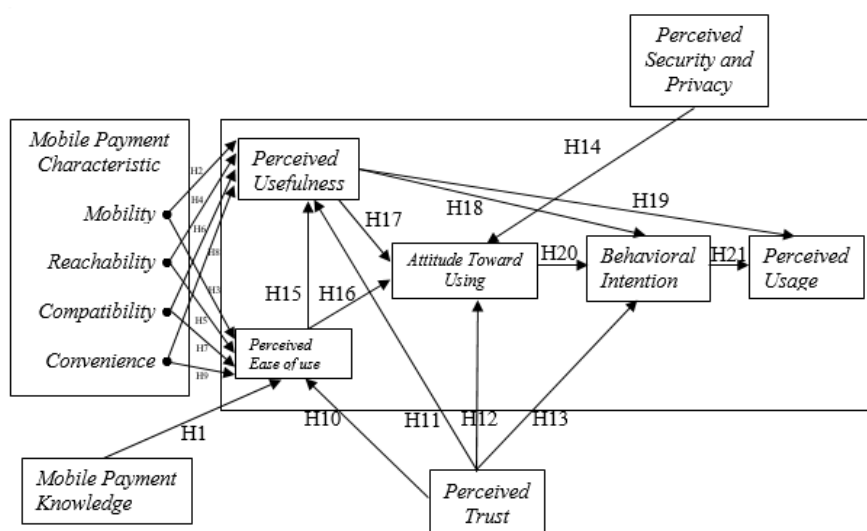 Perceived
Security and
Privacy
Mobile Payment
Characteristic
Mobility
Reachability
Compatibility
Convenience
H2
H4
H6
H8
H3
H5
H7
H9
Perceived
Usefulness
H14
H17
H18
H19
Attitude Toward
Using
H20
Behavioral
Intention
H21
Perceived
Usage
H15
H16
Perceived
Ease of use
H1
H10
H11
H12
H13
Mobile Payment
Knowledge
Perceived
Trust